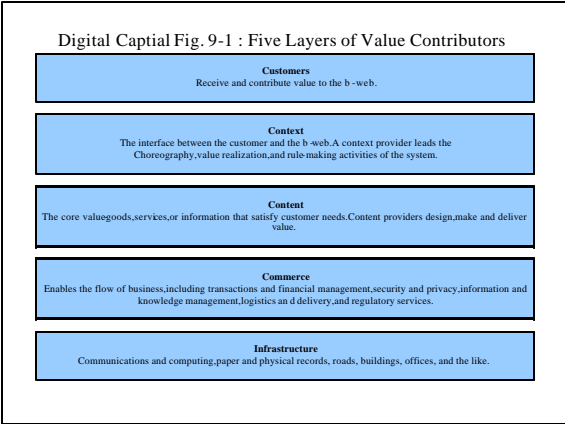 Digital Captial Fig. 9-1 : Five Layers of Value Contributors
Customers
Receive and contribute value to the b-web.
Context
The interface between the customer and the b-web.A context provider leads the
Choreography,value realization,and rule-making activities of the system.
Content
The core valuegoods,services,or information that satisfy customer needs.Content providers design,make and deliver
value.
Commerce
Enables the flow of business,including transactions and financial management,security and privacy,information and
knowledge management,logistics an d delivery,and regulatory services.
Infrastructure
Communications and computing,paper and physical records, roads, buildings, offices, and the like.